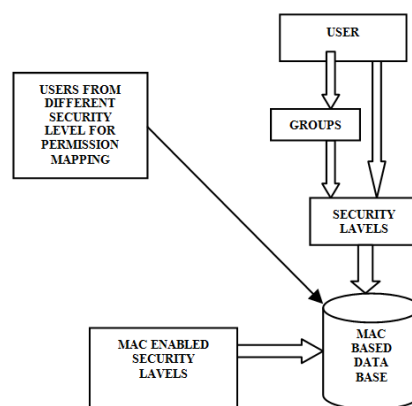 USER
USERS FROM
DIFFERENT
SECURITY
LEVEL FOR
PERMISSION
MAPPING
GROUPS
SECURITY
LAVELS
MAC ENABLED
SECURITY
LAVELS
MAC
BASED
DATA
BASE